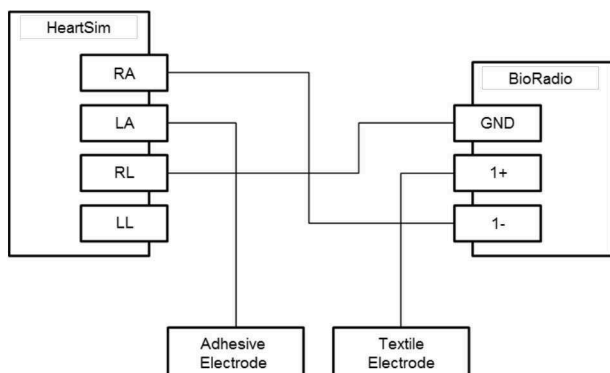 HeartSim
RA
LA
RL
LL
BioRadio
GND
1+
1-
Adhesive
Electrode
Textile
Electrode